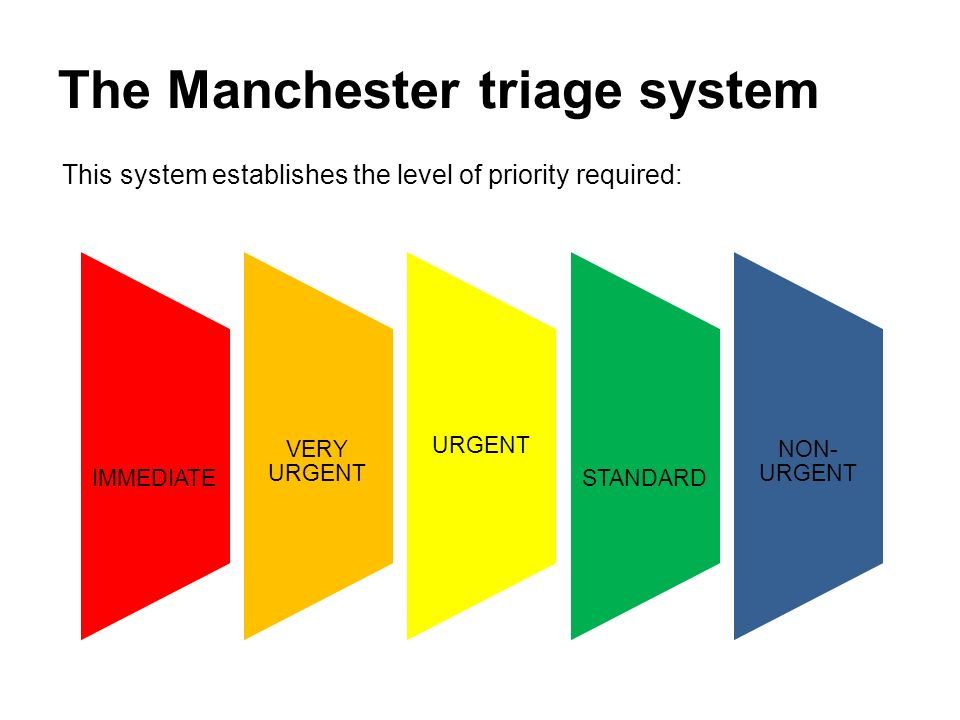 The Manchester triage system
This system establishes the level of priority required:
IMMEDIATE
VERY
URGENT
URGENT
STANDARD
NON-
URGENT